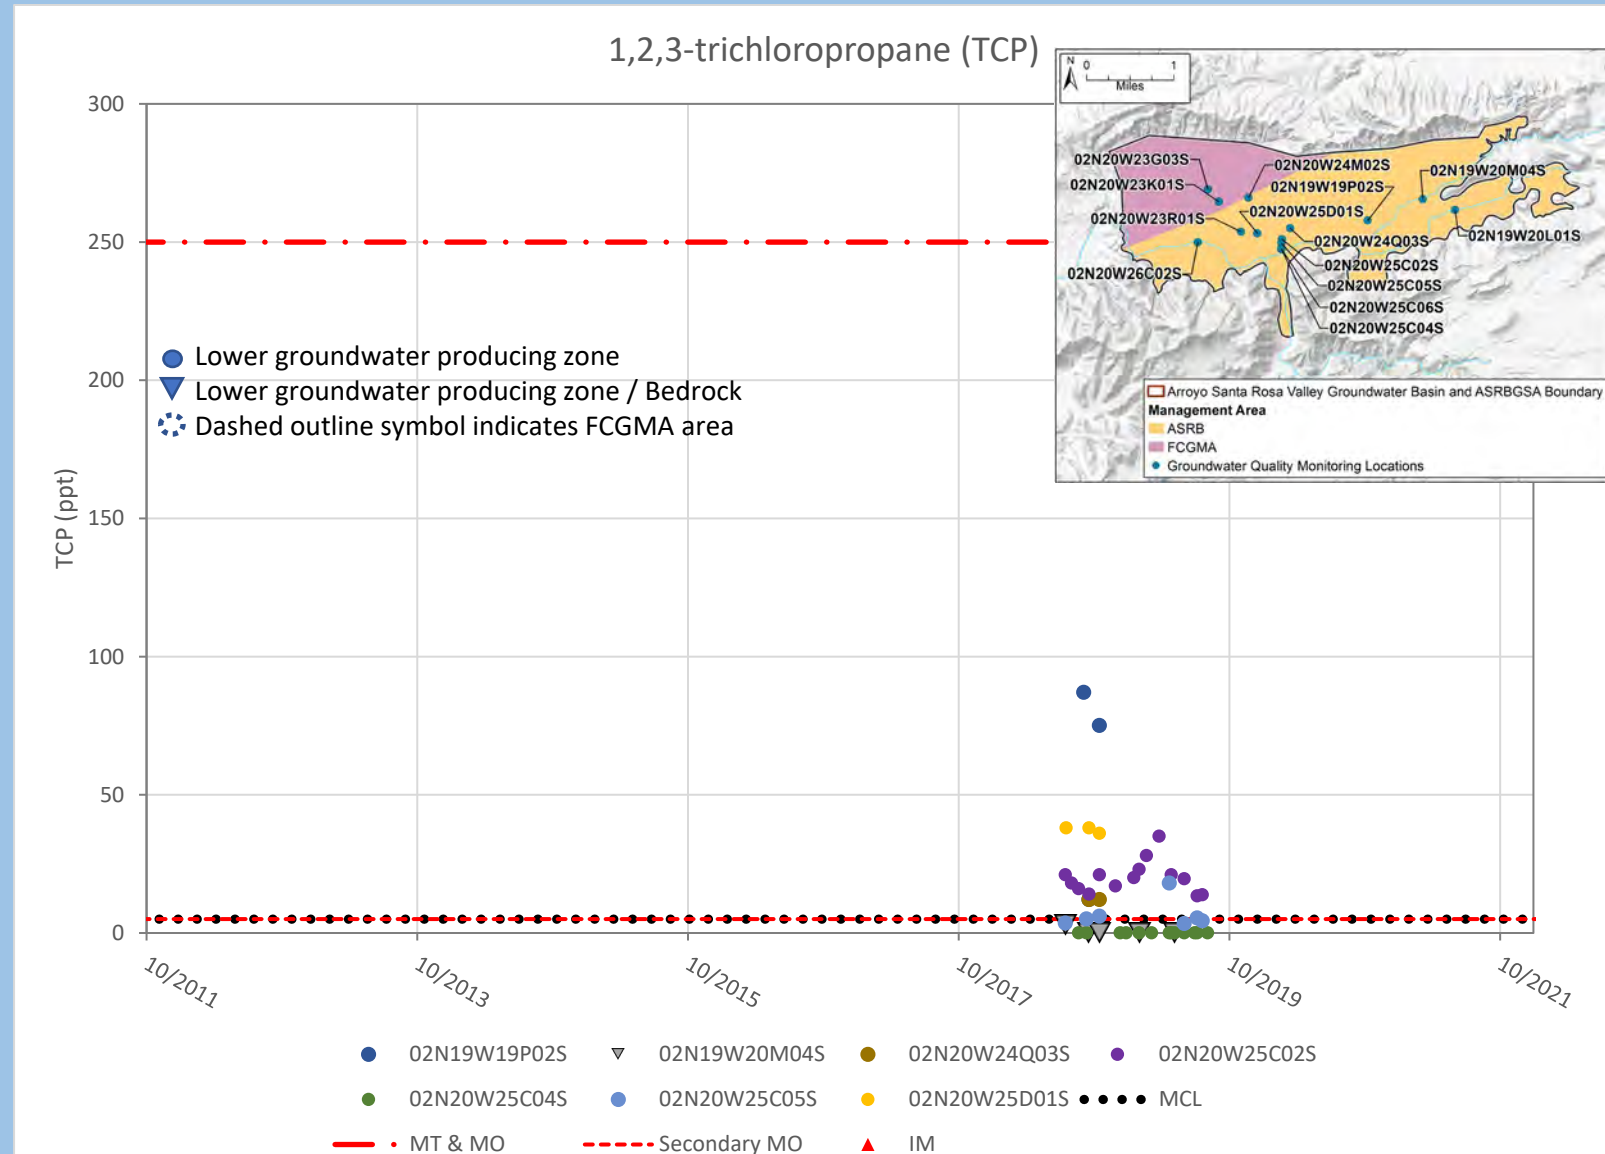 1,2,3-trichloropropane (TCP)
N
0 1
Miles
02N20W23G03S
02N20W24M02S
02N19W20M04S
02N20W23K01S
02N19W19P02S
02N20W23R01S
02N20W25D01S
02N19W20L01S
02N20W24Q03S
02N20W26C02S
02N20W25C02S
02N20W25C05S
02N20W25C06S
02N20W25C04S
Arroyo Santa Rosa Valley Groundwater Basin and ASRBGSA Boundary
Management Area
ASRB
FCGMA
Groundwater Quality Monitoring Locations
300
250
200
150
100
50
0
TCP (ppt)
Lower groundwater producing zone
Lower groundwater producing zone / Bedrock
Dashed outline symbol indicates FCGMA area
10/2011 10/2013 10/2015 10/2017 10/2019 10/2021
02N19W19P02S 02N19W20M04S 02N20W24Q03S 02N20W25C02S
02N20W25C04S 02N20W25C05S 02N20W25D01S MCL
MT & MO Secondary MO IM